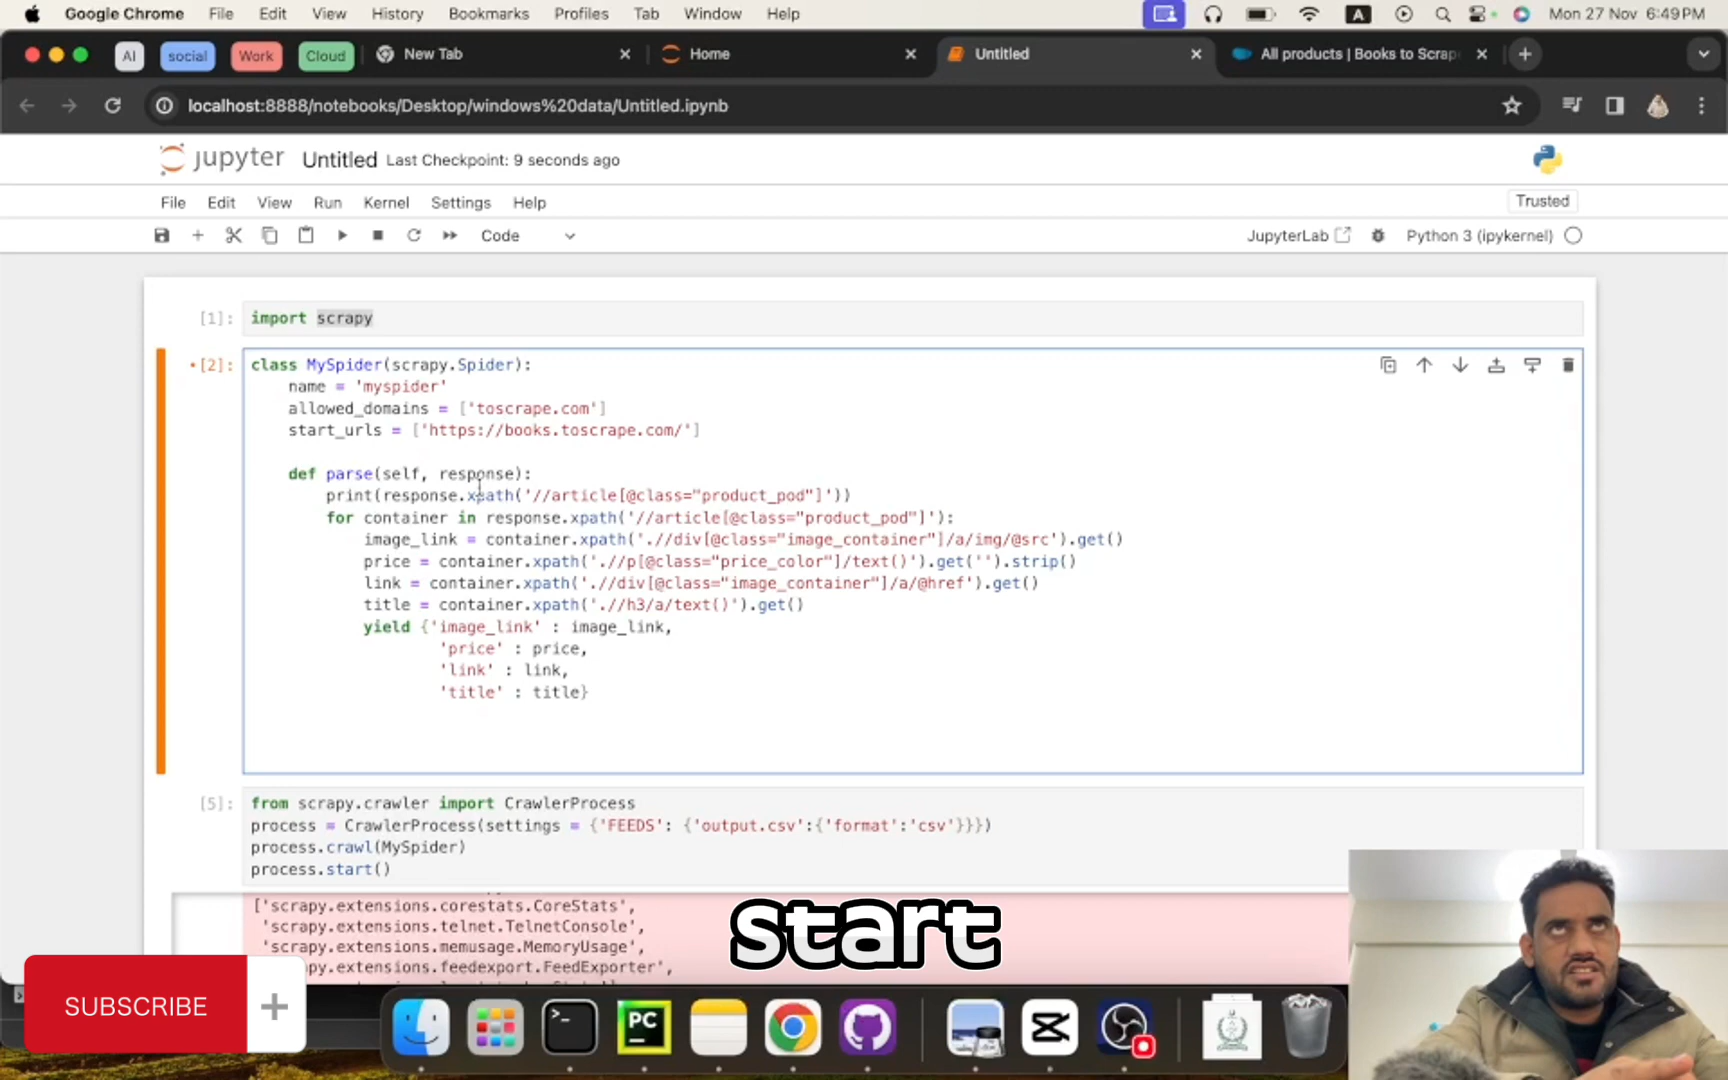 Google Chrome File Edit View History Bookmarks Profiles Tab Window Help A Mon 27 Nov 6:49 PM
AI social Work Cloud New Tab Home Untitled All products | Books to Scrap
localhost:8888/notebooks/Desktop/windows%20data/Untitled.ipynb
jupyter Untitled Last Checkpoint: 9 seconds ago
File Edit View Run Kernel Settings Help Trusted
Code JupyterLab Python 3 (ipykernel)
[1]: import scrapy
[2]: class MySpider(scrapy.Spider):
name = 'myspider'
allowed_domains = ['toscrape.com']
start_urls = ['https://books.toscrape.com/']
def parse(self, response):
print(response.xpath('//article[@class="product_pod"]'))
for container in response.xpath('//article[@class="product_pod"]'):
image_link = container.xpath('.//div[@class="image_container"]/a/img/@src').get()
price = container.xpath('.//p[@class="price_color"]/text()').get('').strip()
link = container.xpath('.//div[@class="image_container"]/a/@href').get()
title = container.xpath('.//h3/a/text()').get()
yield {'image_link' : image_link,
'price' : price,
'link' : link,
'title' : title}
[5]: from scrapy.crawler import CrawlerProcess
process = CrawlerProcess(settings = {'FEEDS': {'output.csv':{'format':'csv'}}})
process.crawl(MySpider)
process.start()
['scrapy.extensions.corestats.CoreStats',
'scrapy.extensions.telnet.TelnetConsole',
'scrapy.extensions.memusage.MemoryUsage',
scrapy.extensions.feedexport.FeedExporter',
start
SUBSCRIBE +
PC